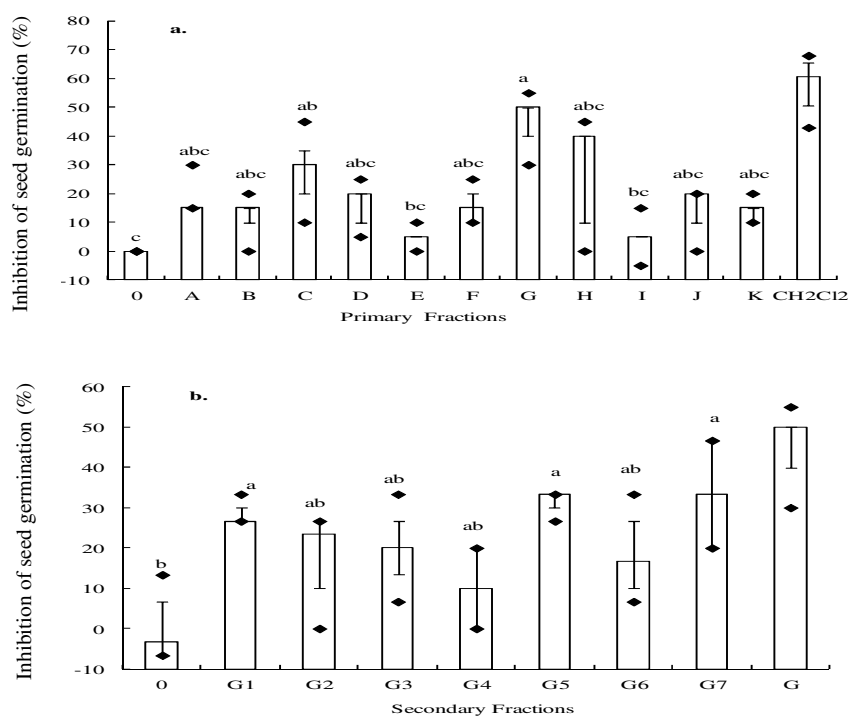 Inhibition of seed germination (%)
a.
80
70
60
50
40
30
20
10
0
-10
c
abc
abc
ab
abc
bc
abc
a
abc
bc
abc
abc
0 A B C D E F G H I J K CH2Cl2
Primary Fractions
Inhibition of seed germination (%)
b.
60
50
40
30
20
10
0
-10
b
a
ab
ab
ab
a
ab
a
0 G1 G2 G3 G4 G5 G6 G7 G
Secondary Fractions